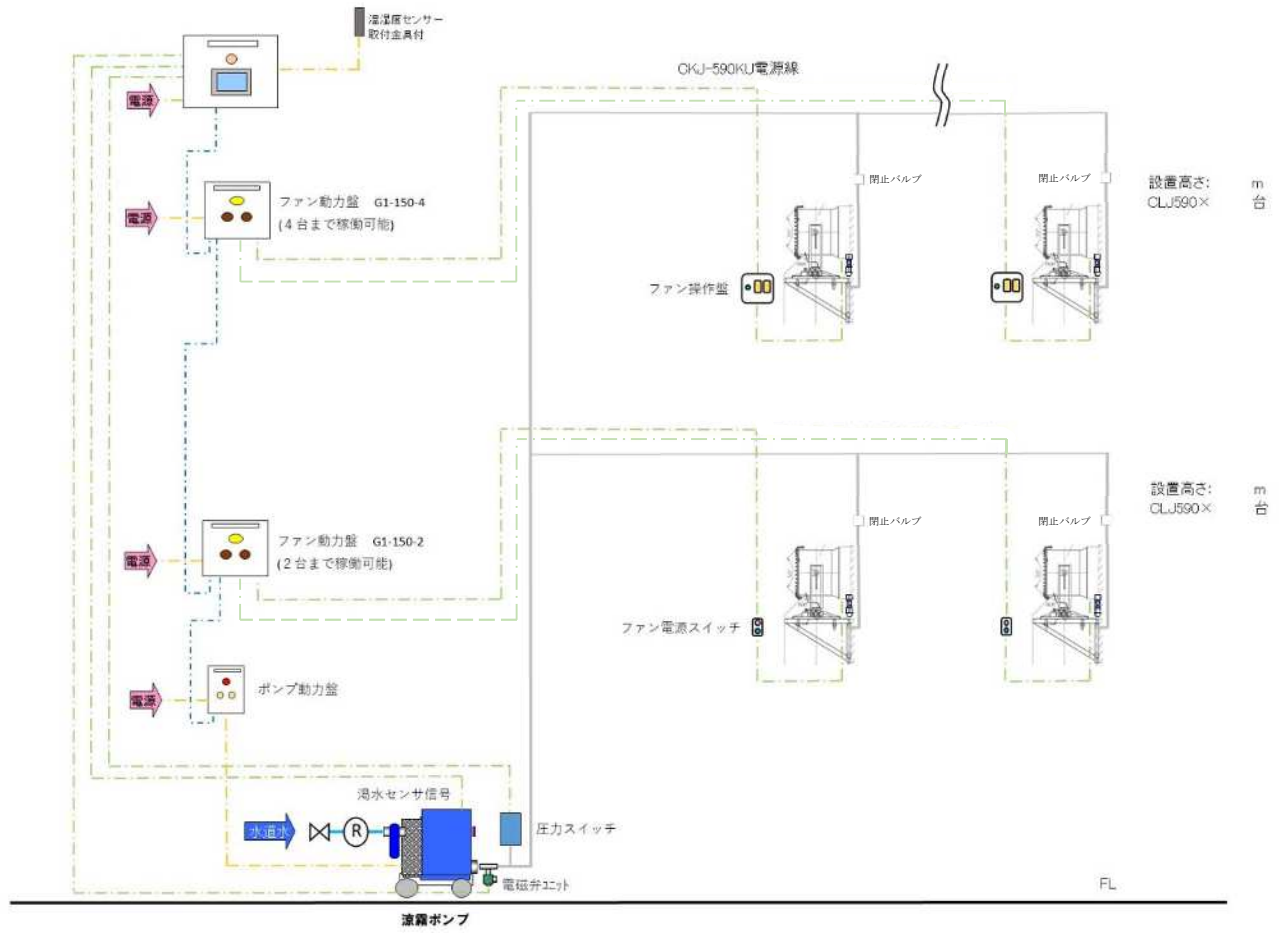 温湿度センサー
取付金具付
CKJ-590KU電源線
電源
閉止バルブ
閉止バルブ
設置高さ: m
CLJ590× 台
ファン動力盤 G1-150-4
(4台まで稼働可能)
電源
ファン操作盤
設置高さ: m
CLJ590× 台
閉止バルブ
閉止バルブ
ファン動力盤 G1-150-2
(2台まで稼働可能)
電源
ファン電源スイッチ
ポンプ動力盤
電源
渇水センサ信号
水道水
R
圧力スイッチ
電磁弁ユニット
FL
涼霧ポンプ